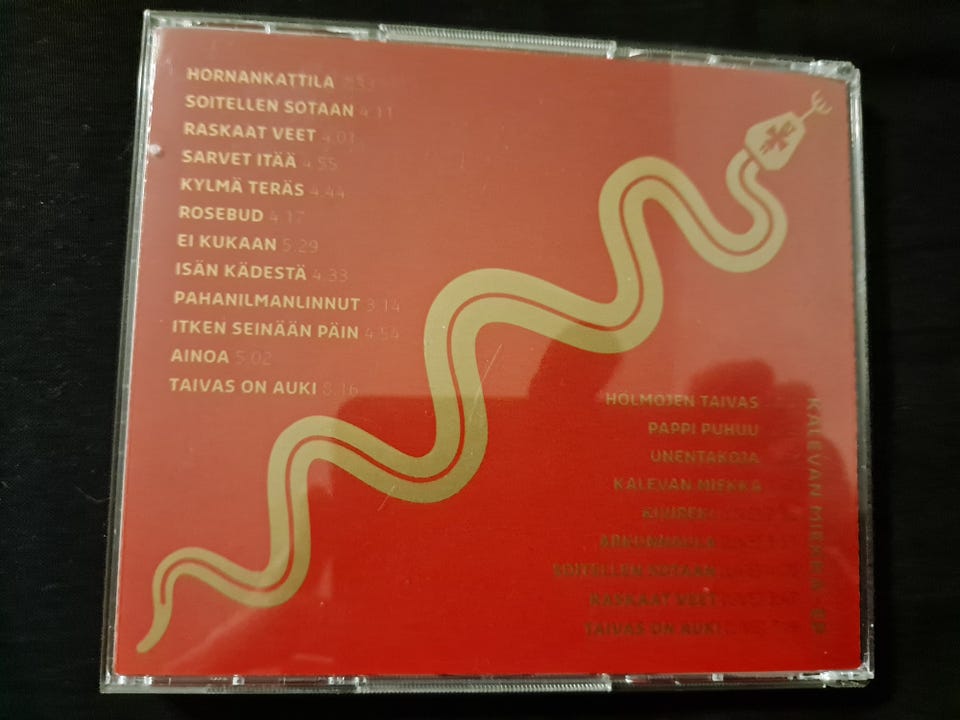 HORNANKATTILA
SOITELLEN SOTAAN 4.11
RASKAAT VEET 4.01
SARVET ITÄÄ 4.55
KYLMÄ TERÄS 4.44
ROSEBUD 4.17
EI KUKAAN 5.29
ISÄN KÄDESTÄ 4.33
PAHANILMANLINNUT 3.14
ITKEN SEINÄÄN PÄIN 4.54
AINOA 5.02
TAIVAS ON AUKI 8.16
HOLMOJEN TAIVAS
PAPPI PUHUU
UNENTAKOJA
KALEVAN MIEKKA
SOITELLEN SOTAAN
RASKAAT VEET
TAIVAS ON AUKI
KALEVAN MIEKKA - EP